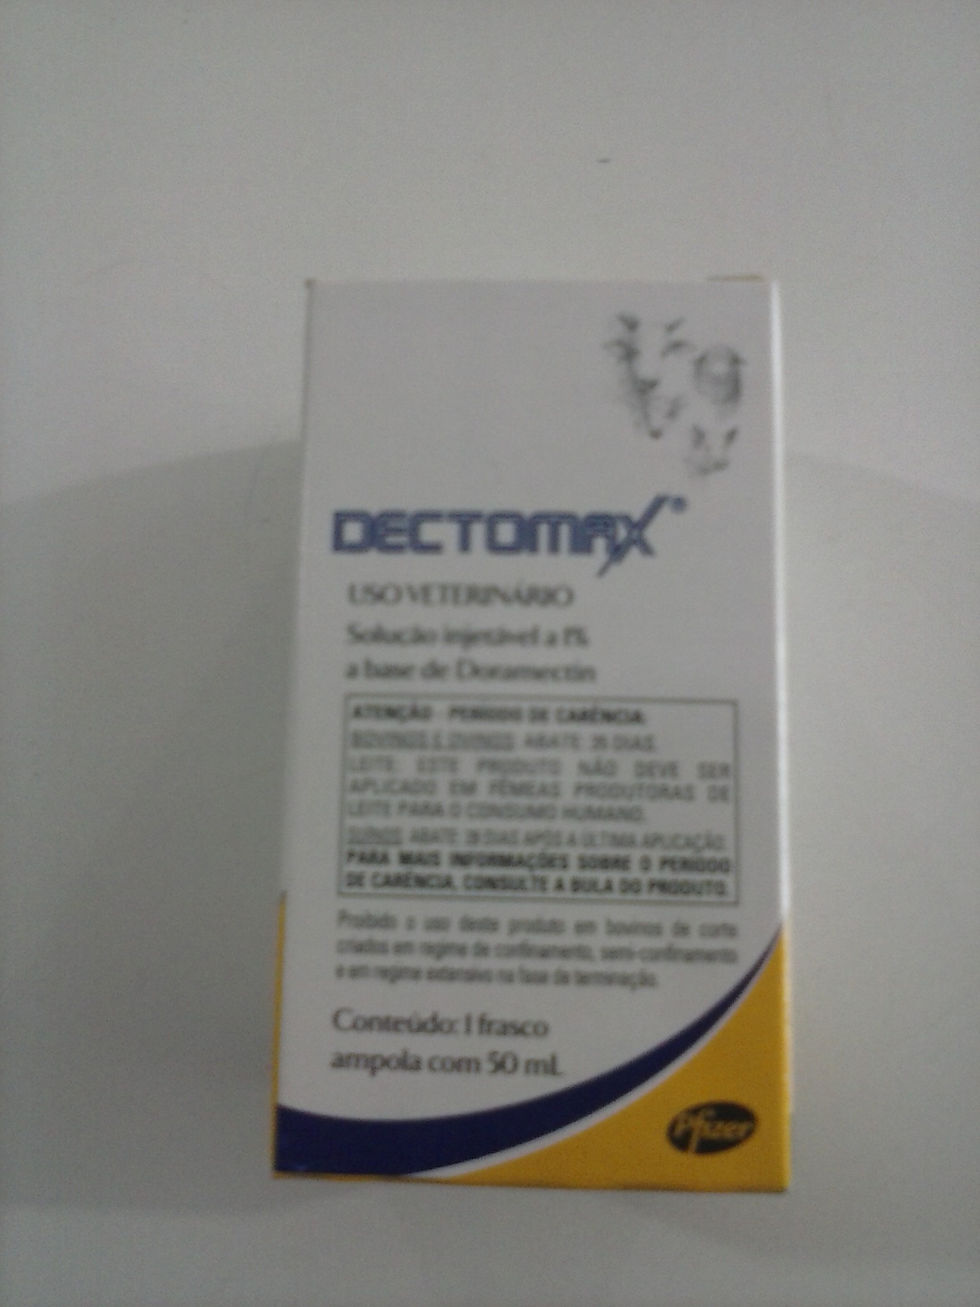 DECTOMAX®
USO VETERINÁRIO
Solução injetável a 1%
a base de Doramectin
ATENÇÃO - PERÍODO DE CARÊNCIA:
BOVINOS E OVINOS: ABATE: 35 DIAS.
LEITE: ESTE PRODUTO NÃO DEVE SER
APLICADO EM FÊMEAS PRODUTORAS DE
LEITE PARA O CONSUMO HUMANO.
SUÍNOS: ABATE: DIAS APÓS A ÚLTIMA APLICAÇÃO.
PARA MAIS INFORMAÇÕES SOBRE O PERÍODO
DE CARÊNCIA, CONSULTE A BULA DO PRODUTO.
Proibido o uso deste produto em bovinos de corte
criados em regime de confinamento, semi-confinamento
e em regime extensivo na fase de terminação.
Conteúdo: 1 frasco
ampola com 50 mL
Pfizer